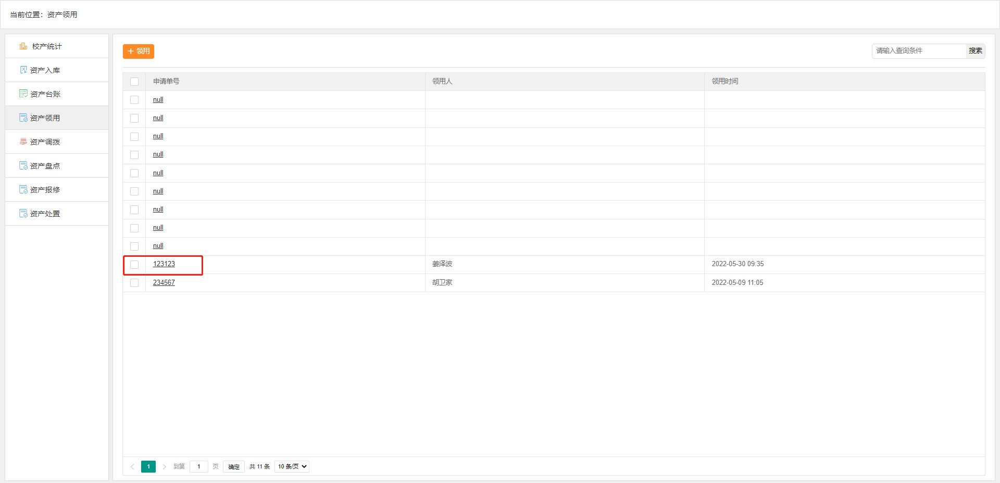 当前位置：资产领用
校产统计
资产入库
资产台账
资产领用
资产调拨
资产盘点
资产报修
资产处置
+ 领用
请输入查询条件 搜索
申请单号 领用人 领用时间
null
null
null
null
null
null
null
null
null
123123 姜泽波 2022-05-30 09:35
234567 胡卫家 2022-05-09 11:05
1 到第 1 页 确定 共 11 条 10 条/页